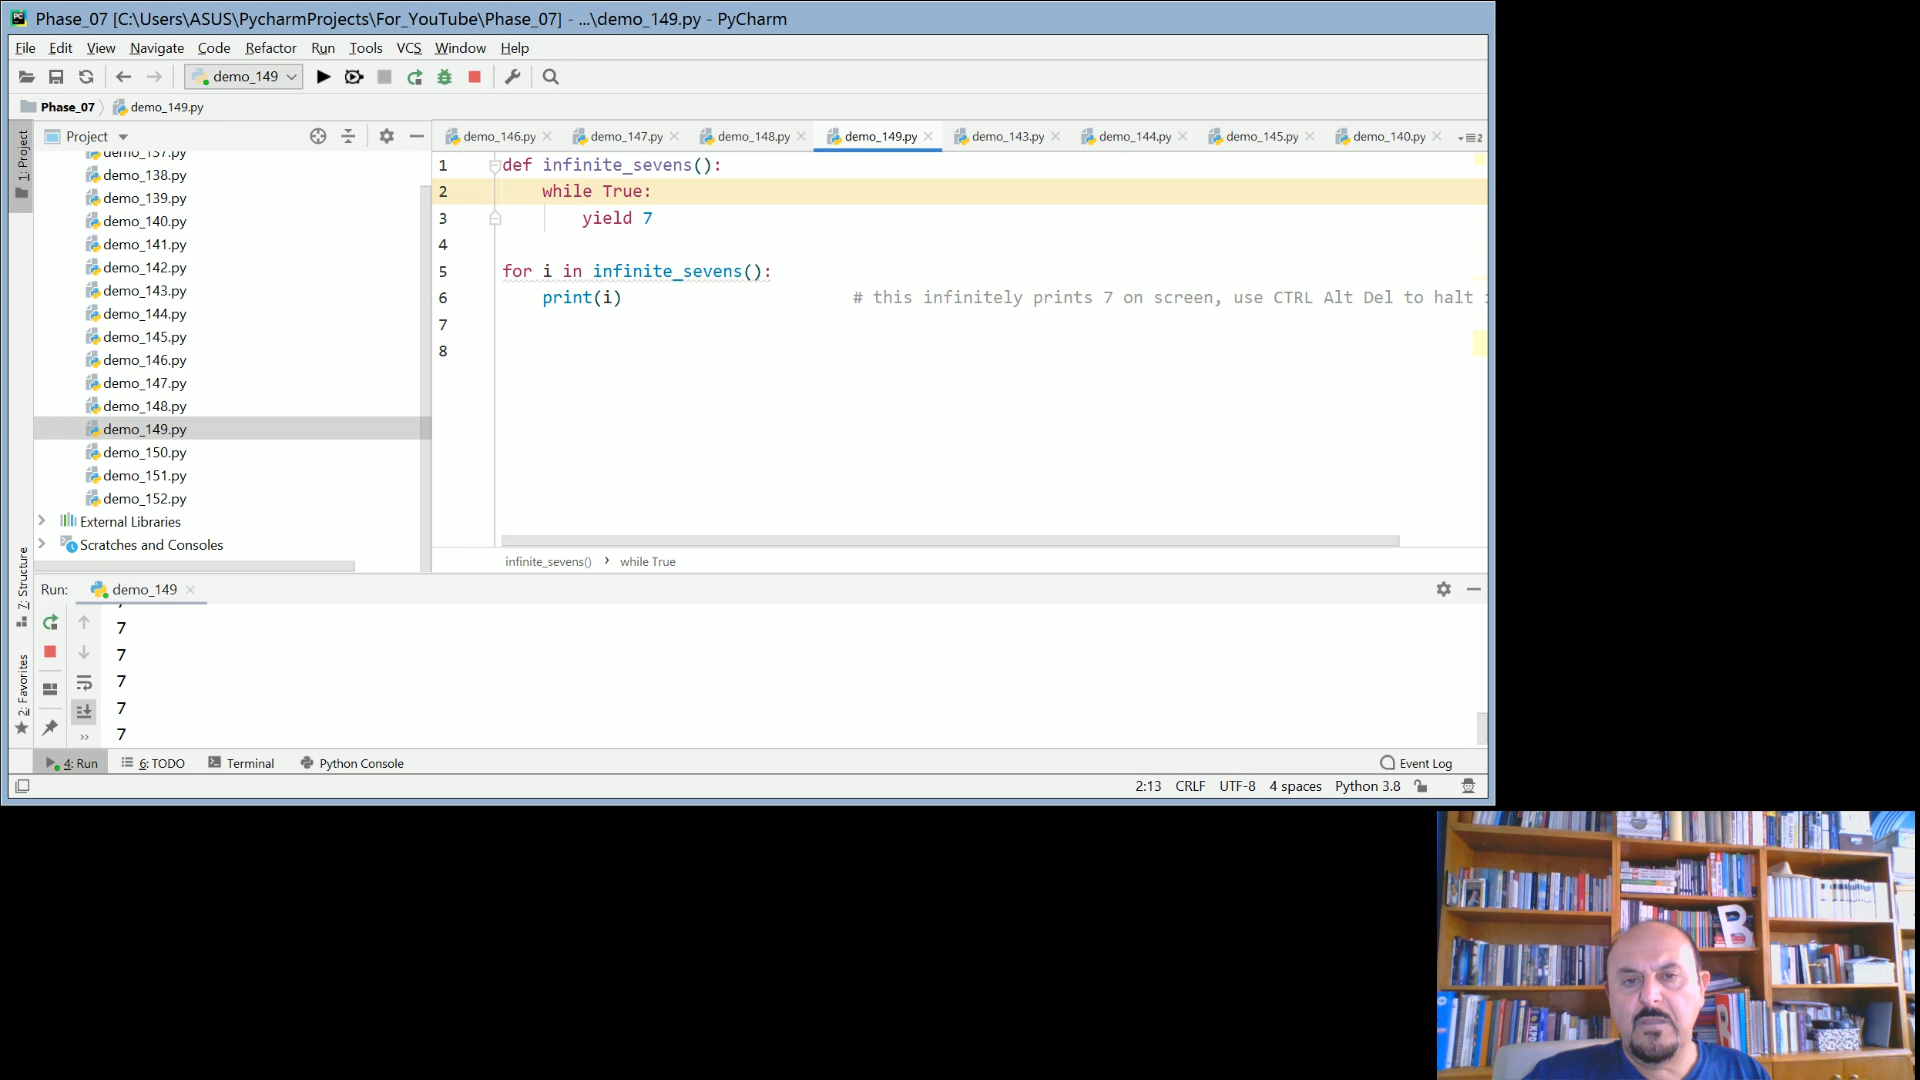 Phase_07 [C:\Users\ASUS\PycharmProjects\For_YouTube\Phase_07] - ...\demo_149.py - PyCharm
File Edit View Navigate Code Refactor Run Tools VCS Window Help
demo_149
Phase_07 demo_149.py
1: Project
Project
demo_146.py demo_147.py demo_148.py demo_149.py demo_143.py demo_144.py demo_145.py demo_140.py 2
demo_137.py
demo_138.py
demo_139.py
demo_140.py
demo_141.py
demo_142.py
demo_143.py
demo_144.py
demo_145.py
demo_146.py
demo_147.py
demo_148.py
demo_149.py
demo_150.py
demo_151.py
demo_152.py
External Libraries
Scratches and Consoles
1 def infinite_sevens():
2 while True:
3 yield 7
4
5 for i in infinite_sevens():
6 print(i) # this infinitely prints 7 on screen, use CTRL Alt Del to halt
7
8
infinite_sevens() › while True
7: Structure
2: Favorites
Run: demo_149
7
7
7
7
7
4: Run 6: TODO Terminal Python Console Event Log
2:13 CRLF UTF-8 4 spaces Python 3.8
B